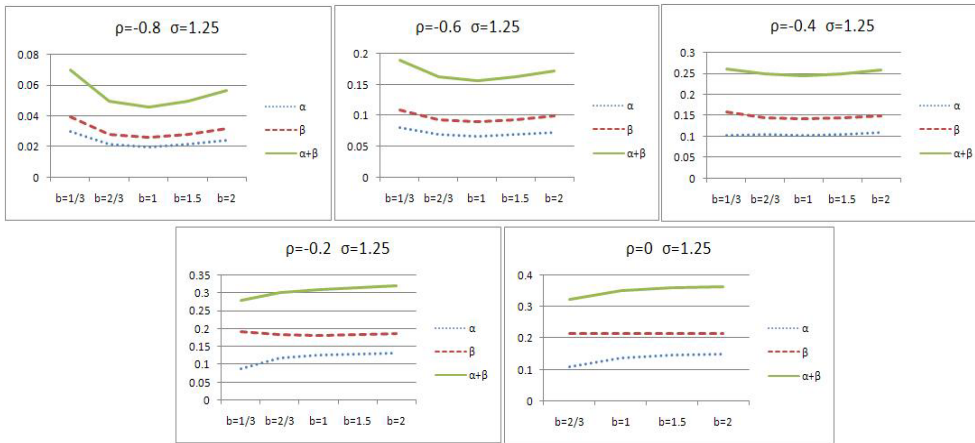 ρ=-0.8 σ=1.25
0.08
0.06
0.04
0.02
0
b=1/3 b=2/3 b=1 b=1.5 b=2
α
β
α+β
ρ=-0.6 σ=1.25
0.2
0.15
0.1
0.05
0
b=1/3 b=2/3 b=1 b=1.5 b=2
α
β
α+β
ρ=-0.4 σ=1.25
0.3
0.25
0.2
0.15
0.1
0.05
0
b=1/3 b=2/3 b=1 b=1.5 b=2
α
β
α+β
ρ=-0.2 σ=1.25
0.35
0.3
0.25
0.2
0.15
0.1
0.05
0
b=1/3 b=2/3 b=1 b=1.5 b=2
α
β
α+β
ρ=0 σ=1.25
0.4
0.3
0.2
0.1
0
b=2/3 b=1 b=1.5 b=2
α
β
α+β